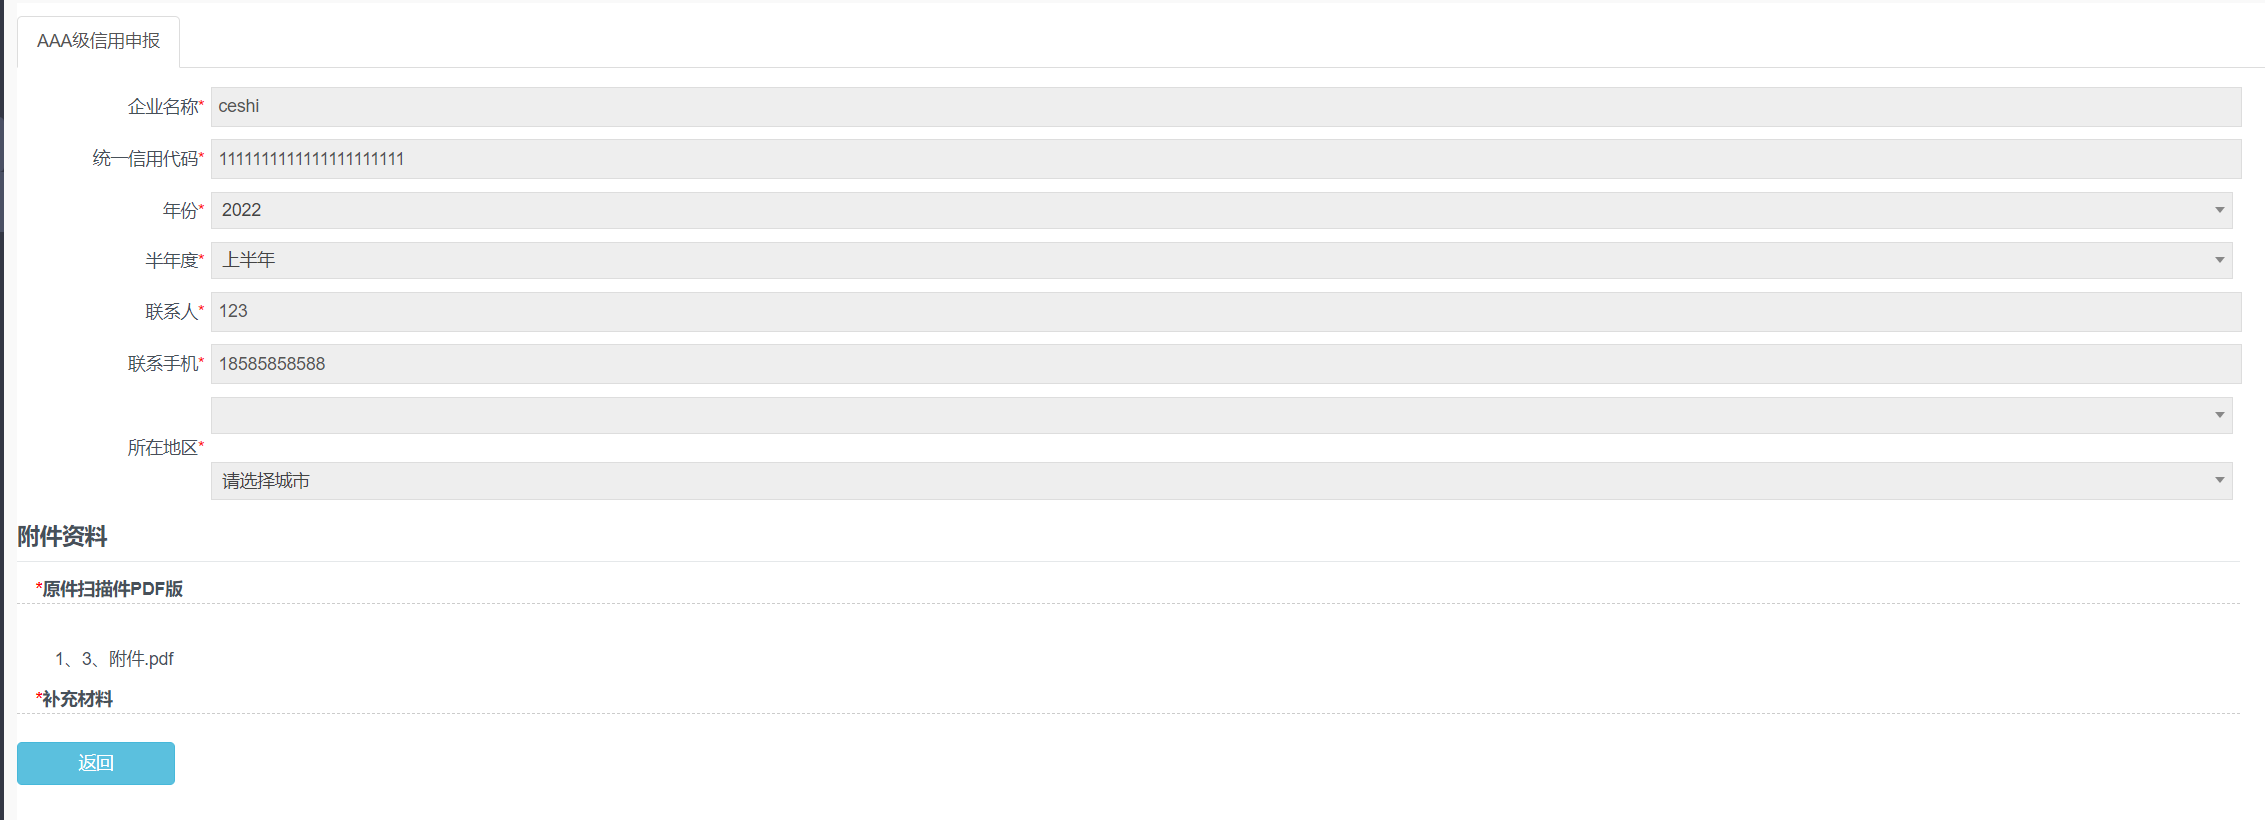 AAA级信用申报
企业名称* ceshi
统一信用代码* 1111111111111111111111
年份* 2022
半年度* 上半年
联系人* 123
联系手机* 18585858588
所在地区*
请选择城市
附件资料
*原件扫描件PDF版
1、3、附件.pdf
*补充材料
返回